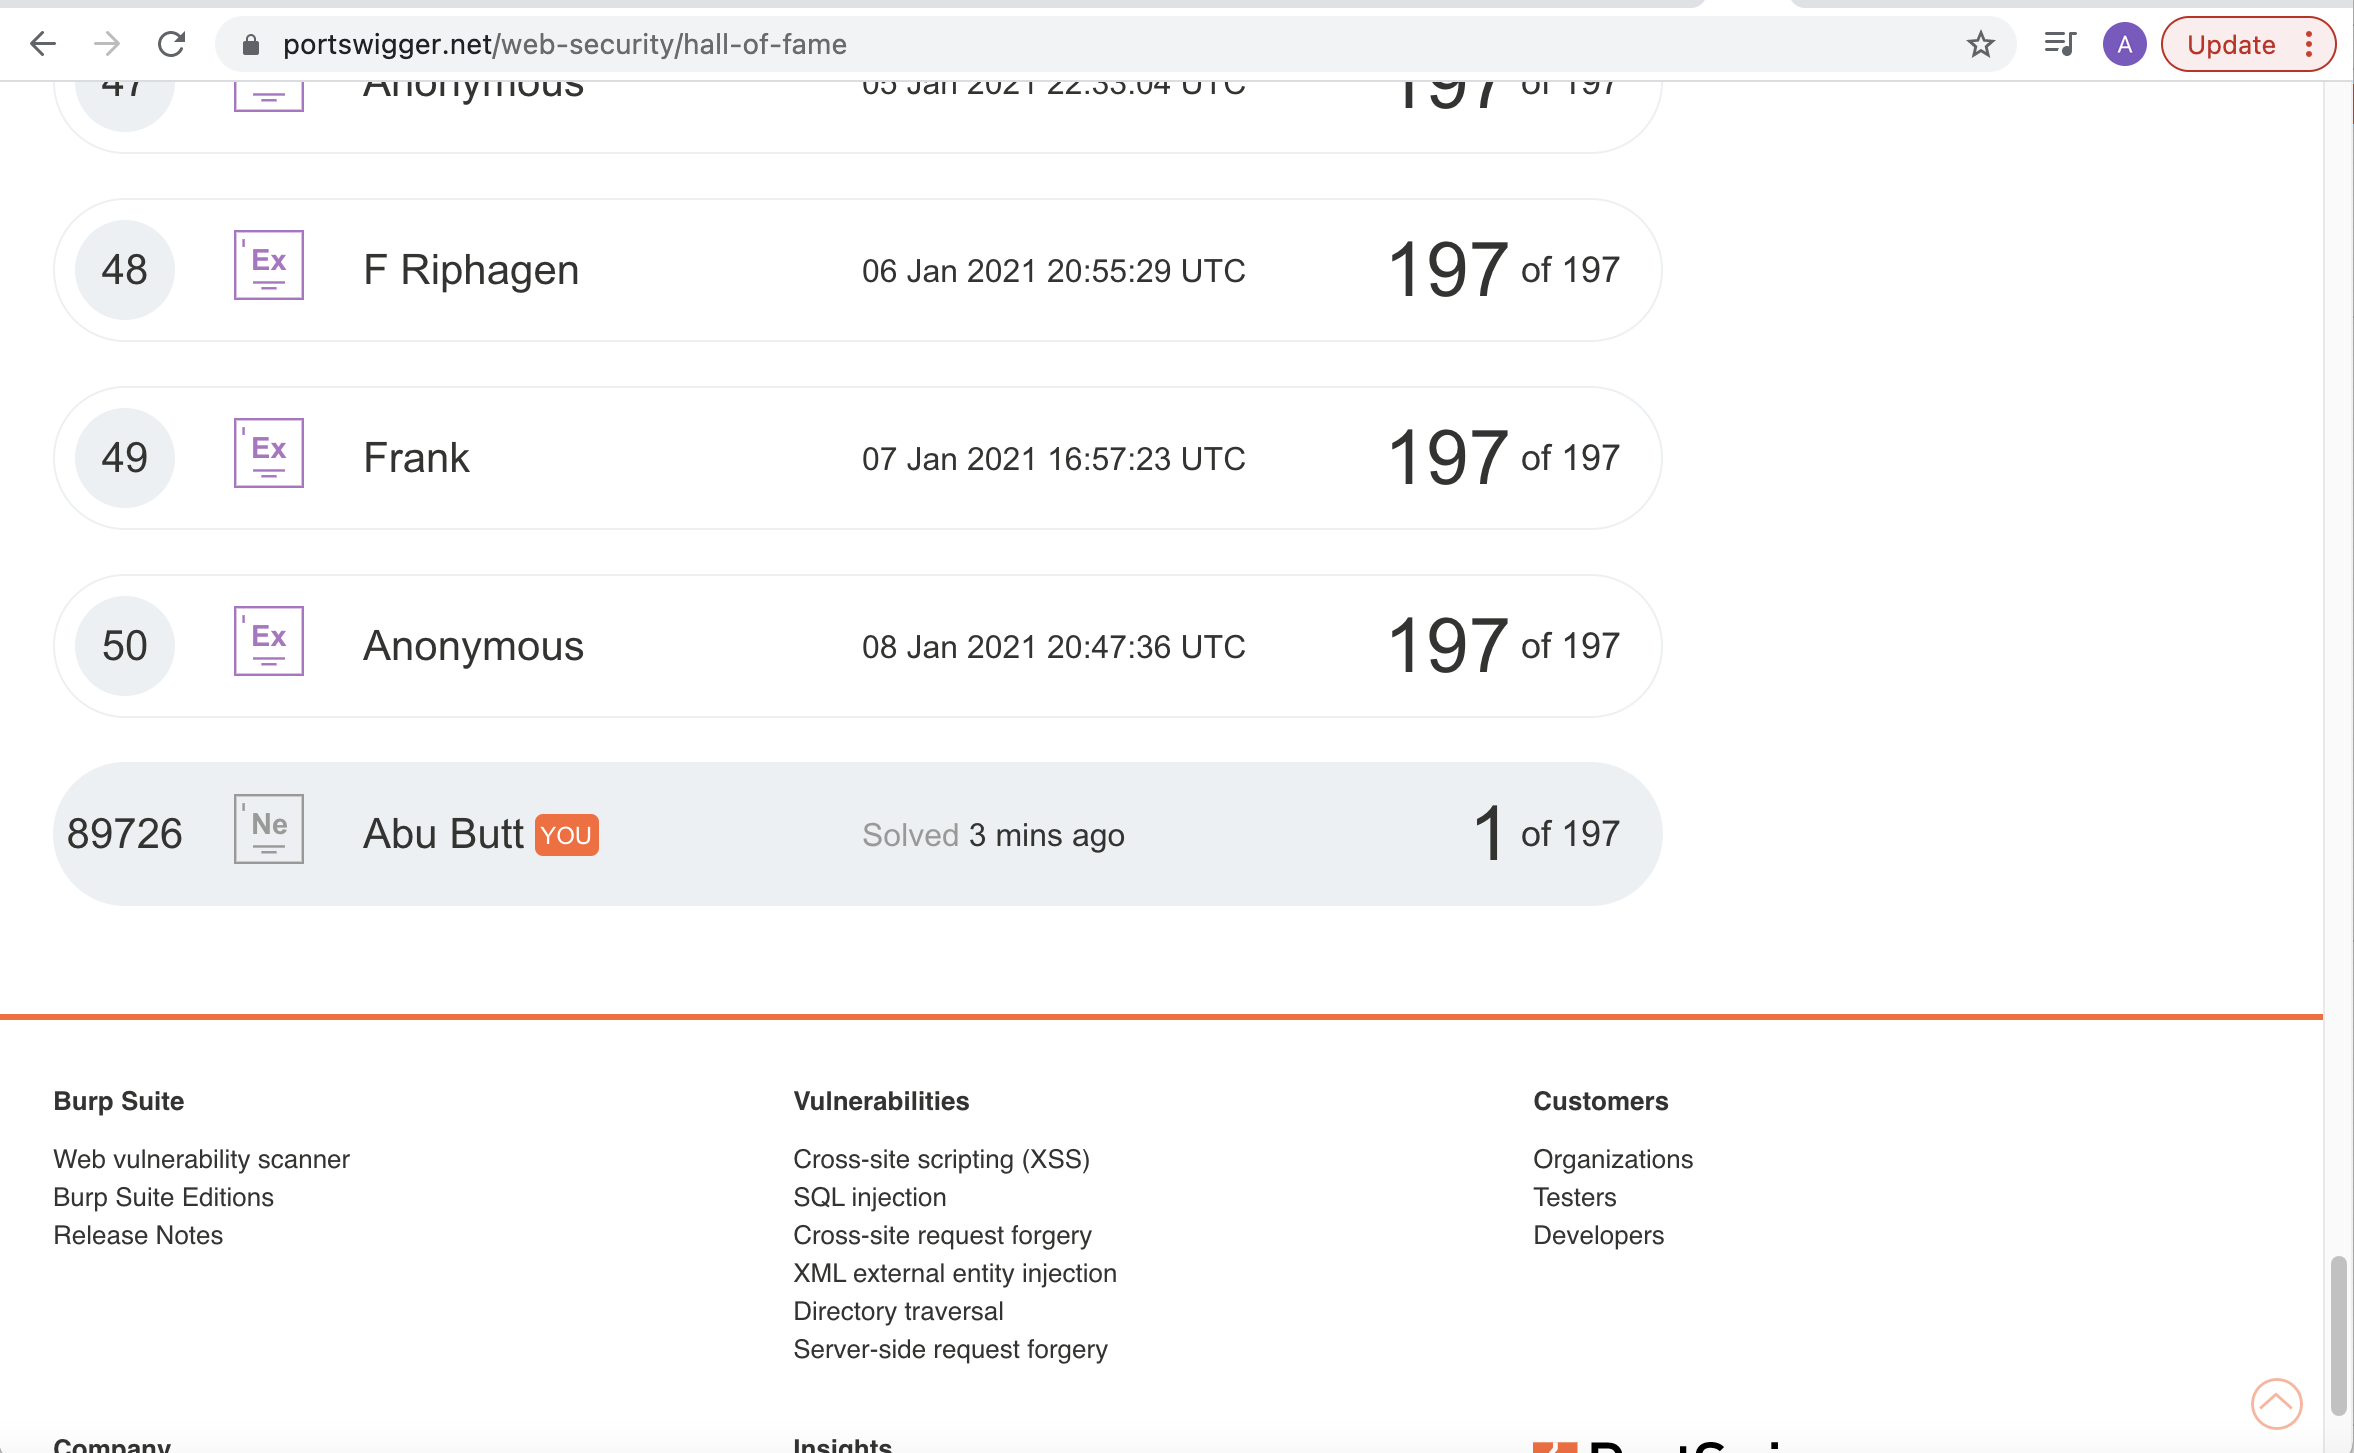 portswigger.net/web-security/hall-of-fame
A
Update
47 Anonymous 05 Jan 2021 22:33:04 UTC 197 of 197
48 Ex F Riphagen 06 Jan 2021 20:55:29 UTC 197 of 197
49 Ex Frank 07 Jan 2021 16:57:23 UTC 197 of 197
50 Ex Anonymous 08 Jan 2021 20:47:36 UTC 197 of 197
89726 Ne Abu Butt YOU Solved 3 mins ago 1 of 197
Burp Suite
Web vulnerability scanner
Burp Suite Editions
Release Notes
Vulnerabilities
Cross-site scripting (XSS)
SQL injection
Cross-site request forgery
XML external entity injection
Directory traversal
Server-side request forgery
Customers
Organizations
Testers
Developers
Company
Insights